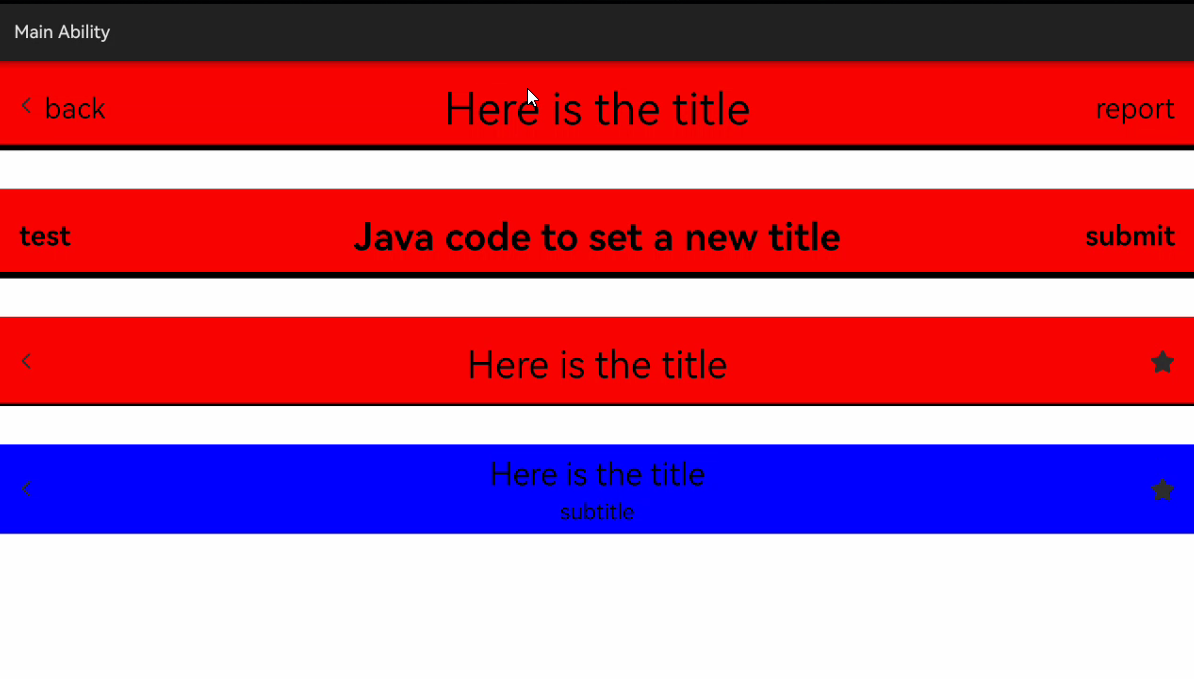 Main Ability
back Here is the title report
test Java code to set a new title submit
Here is the title
Here is the title
subtitle